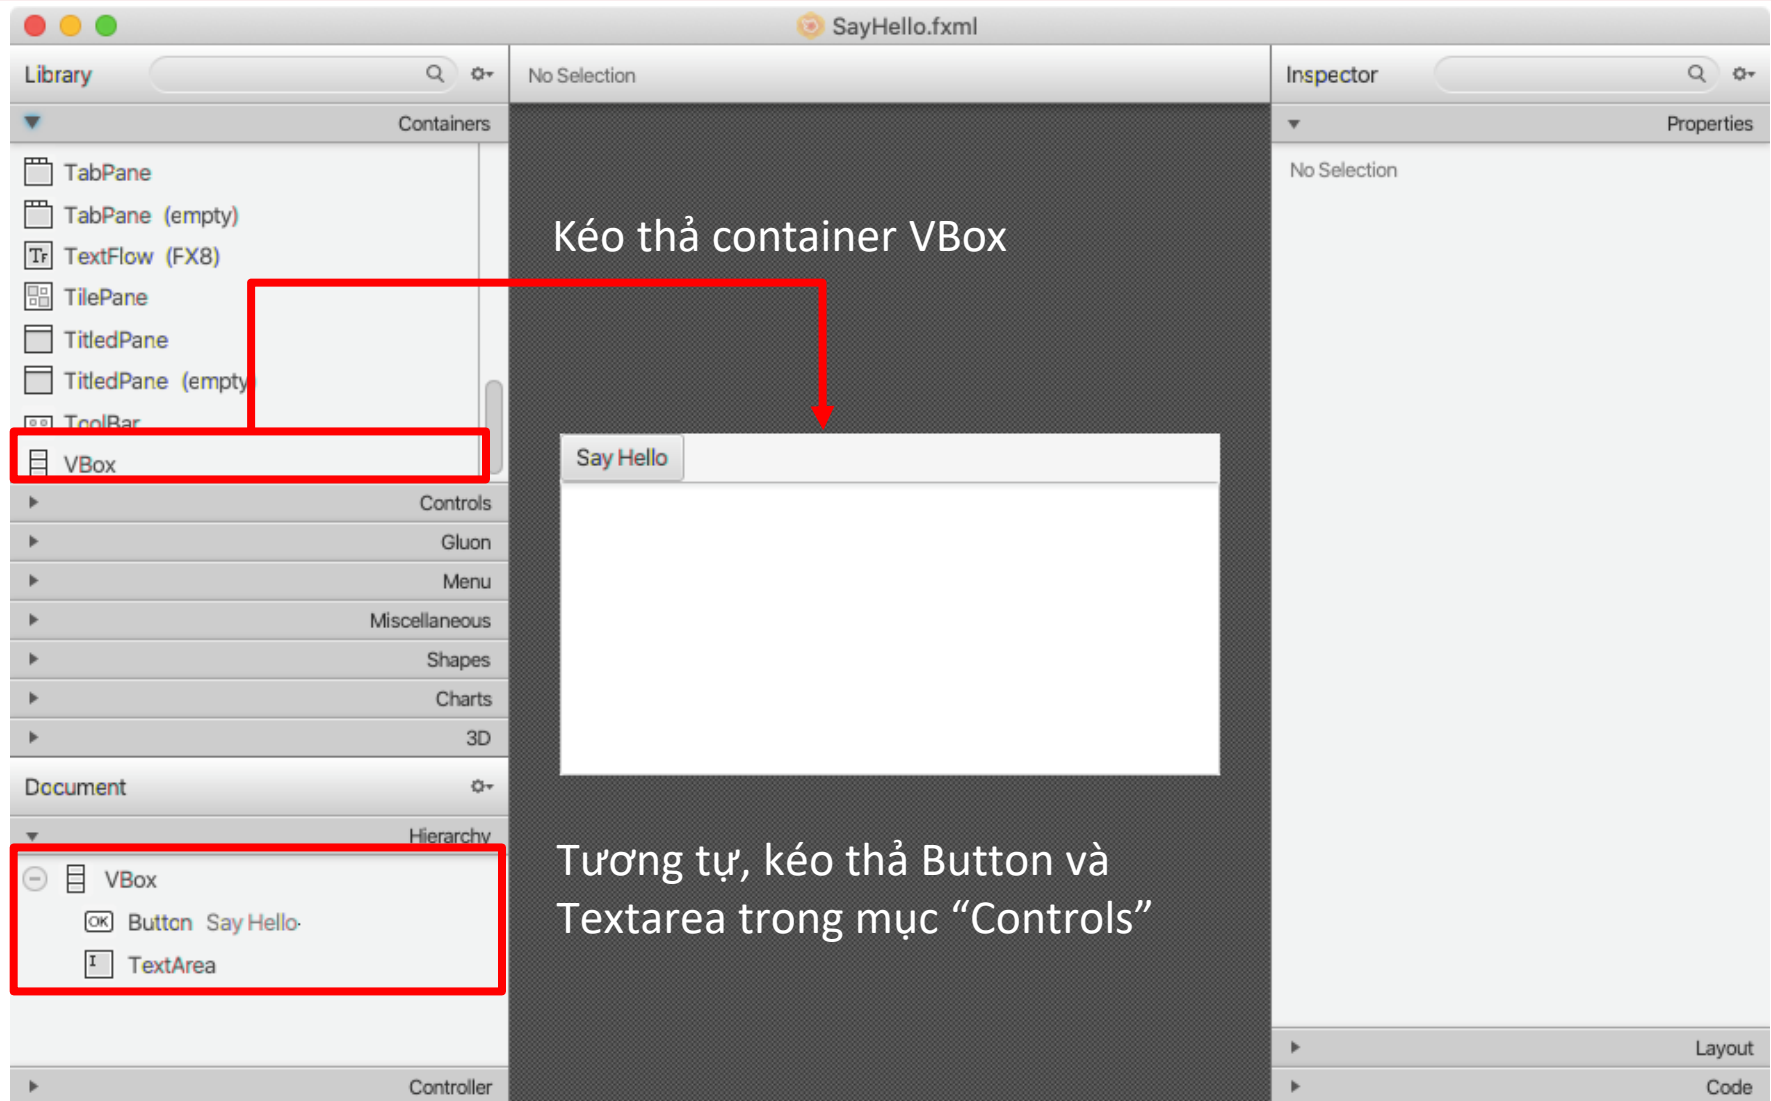 SayHello.fxml
Library
No Selection
Inspector
Containers
Properties
TabPane
TabPane (empty)
TextFlow (FX8)
TilePane
TitledPane
TitledPane (empty)
ToolBar
VBox
Controls
Gluon
Menu
Miscellaneous
Shapes
Charts
3D
Document
Hierarchy
VBox
OK Button Say Hello
TextArea
Controller
Kéo thả container VBox
Say Hello
Tương tự, kéo thả Button và
Textarea trong mục “Controls”
No Selection
Layout
Code